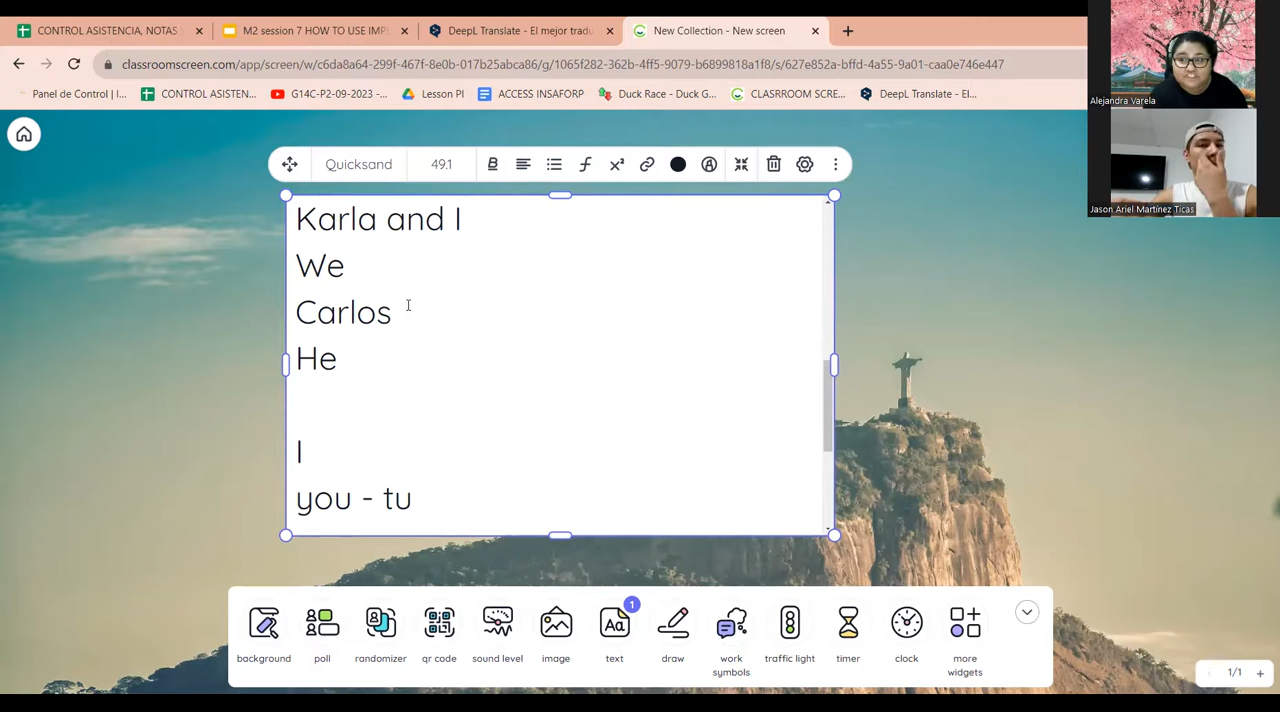 CONTROL ASISTENCIA, NOTAS
M2 session 7 HOW TO USE IMPE
DeepL Translate - El mejor tradu
New Collection - New screen
classroomscreen.com/app/screen/w/c6da8a64-299f-467f-8e0b-017b25abca86/g/1065f282-362b-4ff5-9079-b6899818a1f8/s/627e852a-bffd-4a55-9a01-caa0e746e447
Panel de Control | I...
CONTROL ASISTEN...
G14C-P2-09-2023 -...
Lesson PI
ACCESS INSAFORP
Duck Race - Duck G...
CLASRROOM SCRE...
DeepL Translate - El...
Alejandra Varela
Jason Ariel Martínez Ticas
Quicksand
49.1
Karla and I
We
Carlos
He
I
you - tu
1
background
poll
randomizer
qr code
sound level
image
text
draw
work symbols
traffic light
timer
clock
more widgets
1/1